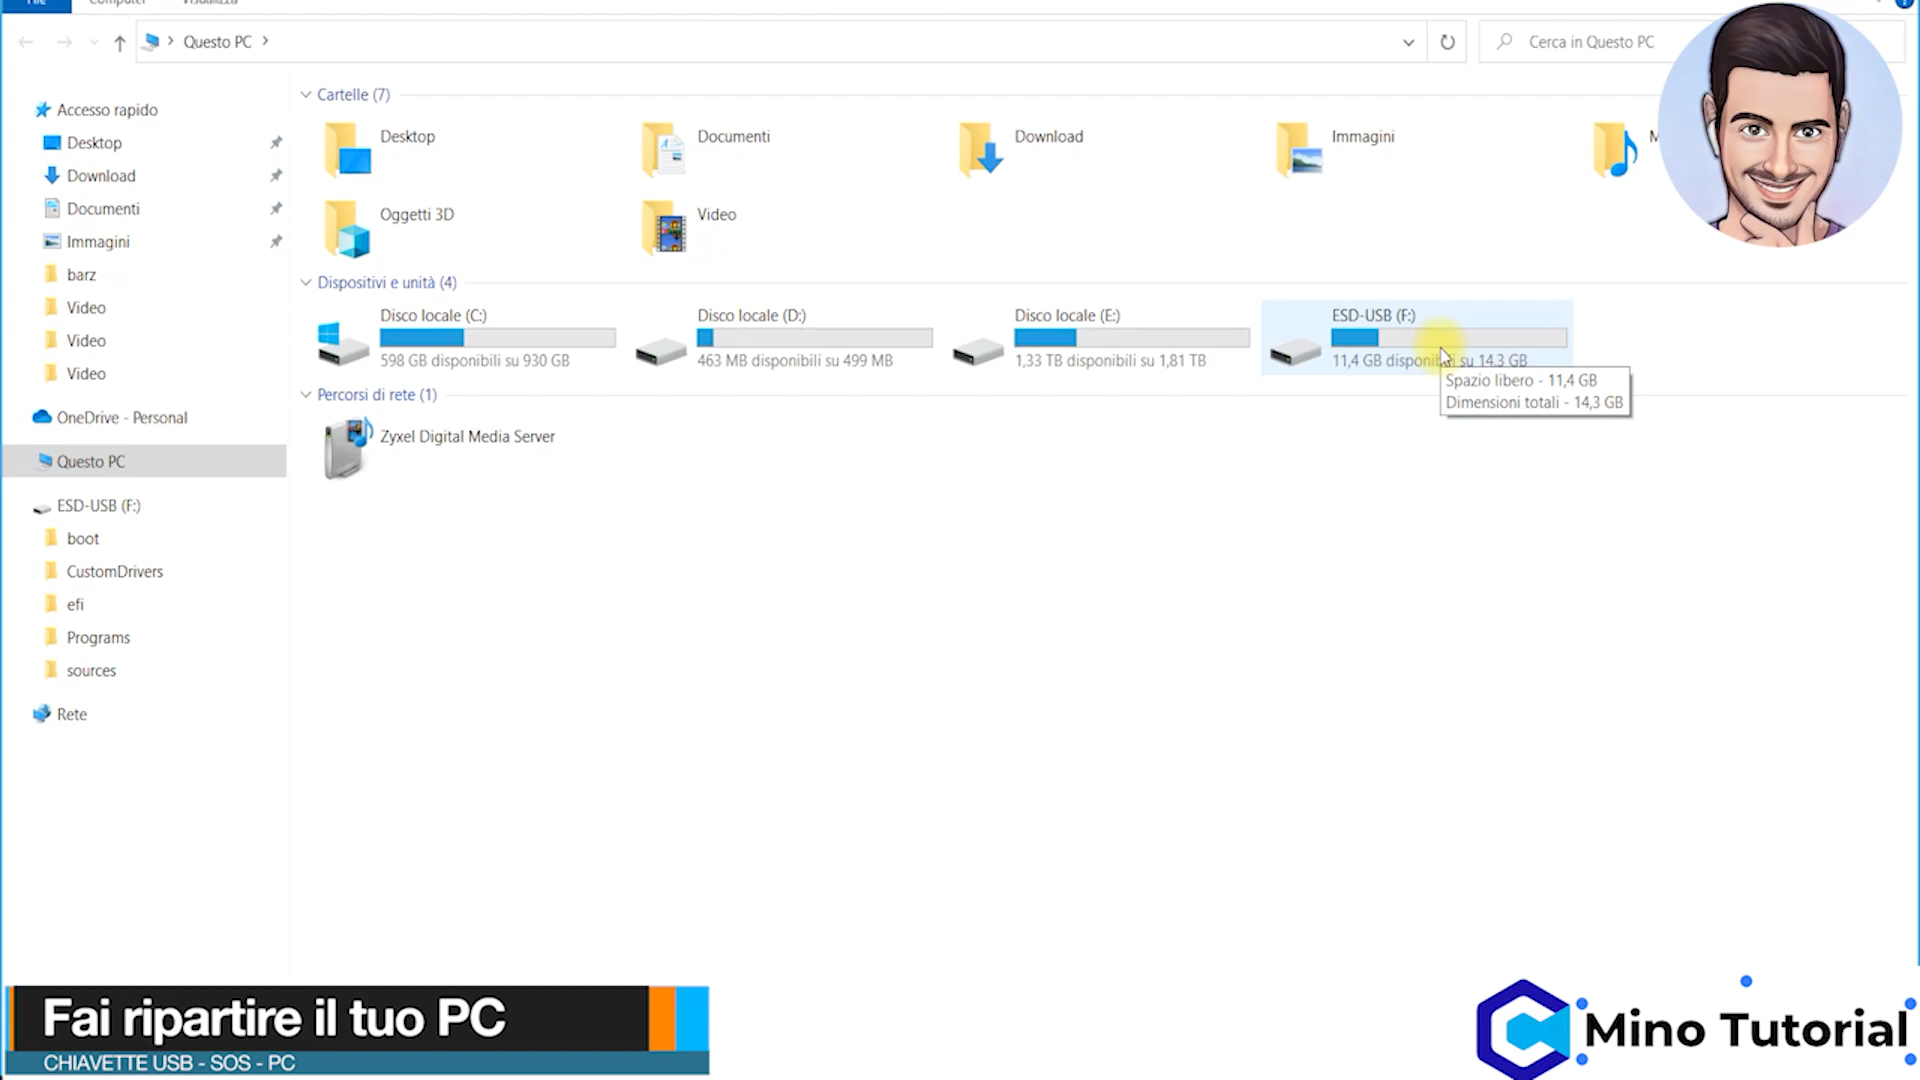 File
Computer
Visualizza
Questo PC
Cerca in Questo PC
Accesso rapido
Desktop
Download
Documenti
Immagini
barz
Video
Video
Video
OneDrive - Personal
Questo PC
ESD-USB (F:)
boot
CustomDrivers
efi
Programs
sources
Rete
Cartelle (7)
Desktop
Documenti
Download
Immagini
Oggetti 3D
Video
Dispositivi e unità (4)
Disco locale (C:)
598 GB disponibili su 930 GB
Disco locale (D:)
463 MB disponibili su 499 MB
Disco locale (E:)
1,33 TB disponibili su 1,81 TB
ESD-USB (F:)
11,4 GB disponibili su 14,3 GB
Spazio libero - 11,4 GB
Dimensioni totali - 14,3 GB
Percorsi di rete (1)
Zyxel Digital Media Server
Fai ripartire il tuo PC
CHIAVETTE USB - SOS - PC
Mino Tutorial